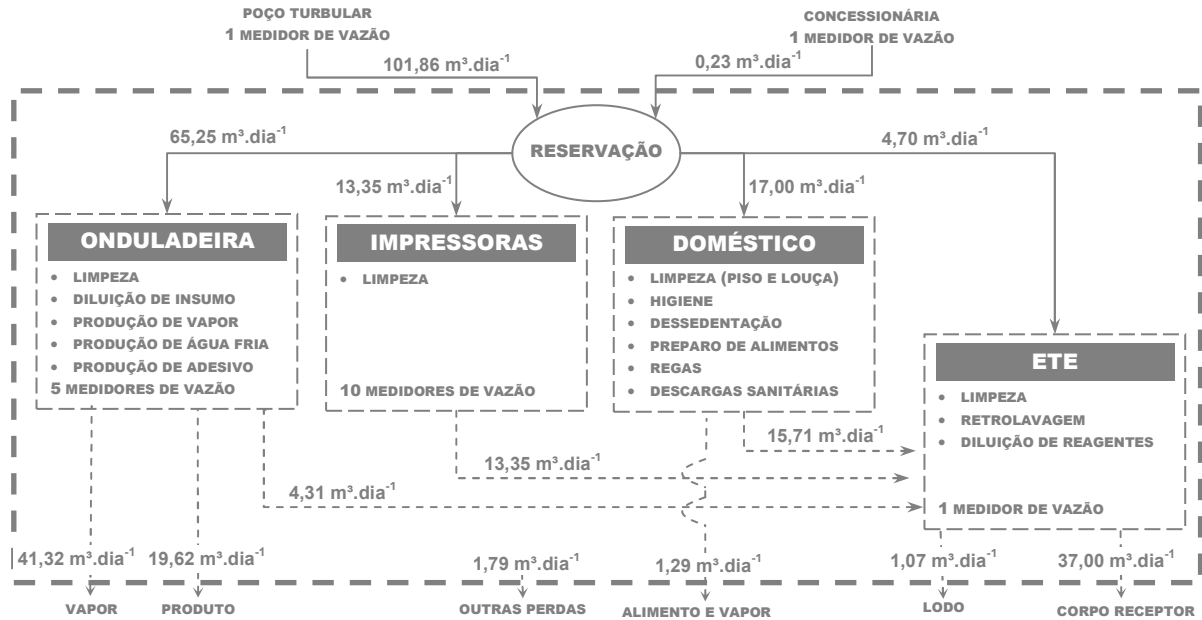 POÇO TURBULAR
1 MEDIDOR DE VAZÃO
CONCESSIONÁRIA
1 MEDIDOR DE VAZÃO
101,86 m³.dia⁻¹
0,23 m³.dia⁻¹
65,25 m³.dia⁻¹
RESERVAÇÃO
4,70 m³.dia⁻¹
13,35 m³.dia⁻¹
17,00 m³.dia⁻¹
ONDULADEIRA
• LIMPEZA
• DILUIÇÃO DE INSUMO
• PRODUÇÃO DE VAPOR
• PRODUÇÃO DE ÁGUA FRIA
• PRODUÇÃO DE ADESIVO
5 MEDIDORES DE VAZÃO
IMPRESSORAS
• LIMPEZA
10 MEDIDORES DE VAZÃO
DOMÉSTICO
• LIMPEZA (PISO E LOUÇA)
• HIGIENE
• DESSEDENTAÇÃO
• PREPARO DE ALIMENTOS
• REGAS
• DESCARGAS SANITÁRIAS
ETE
• LIMPEZA
• RETROLAVAGEM
• DILUIÇÃO DE REAGENTES
1 MEDIDOR DE VAZÃO
15,71 m³.dia⁻¹
13,35 m³.dia⁻¹
4,31 m³.dia⁻¹
41,32 m³.dia⁻¹
19,62 m³.dia⁻¹
1,79 m³.dia⁻¹
1,29 m³.dia⁻¹
1,07 m³.dia⁻¹
37,00 m³.dia⁻¹
VAPOR
PRODUTO
OUTRAS PERDAS
ALIMENTO E VAPOR
LODO
CORPO RECEPTOR